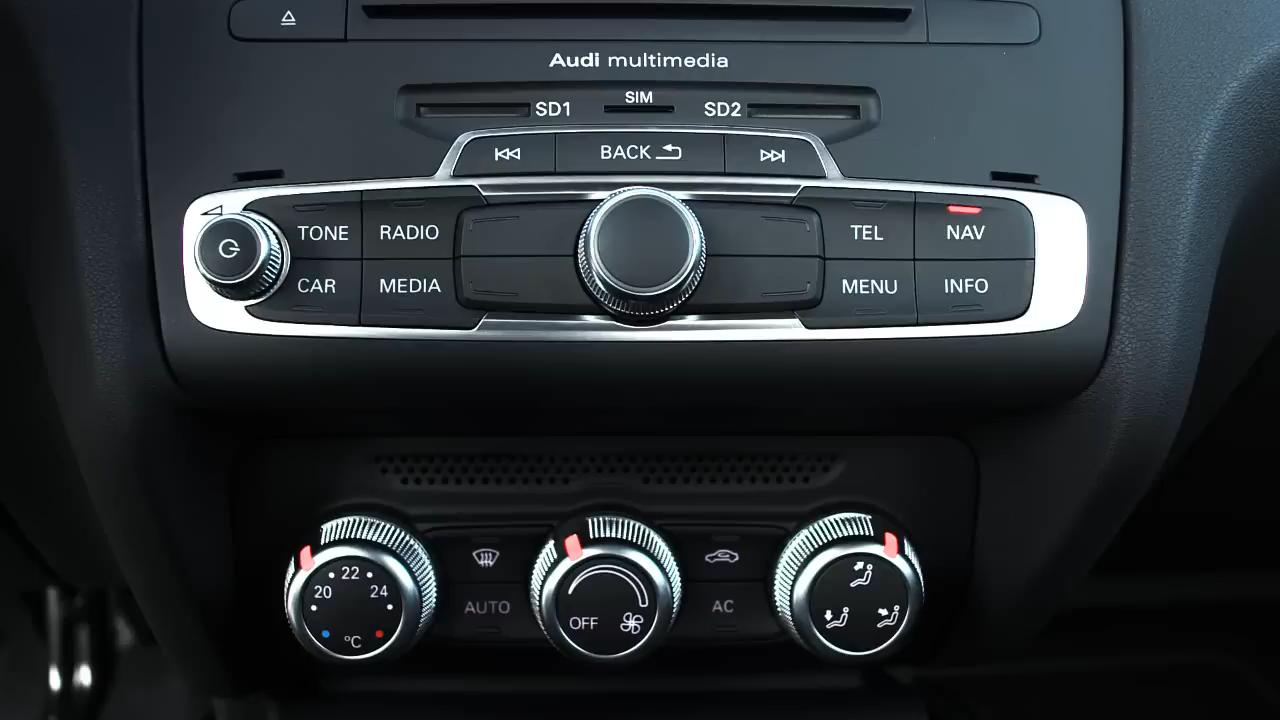 Audi multimedia
SD1 SIM SD2
BACK
TONE RADIO TEL NAV
CAR MEDIA MENU INFO
22
20 24
°C
AUTO
OFF
AC